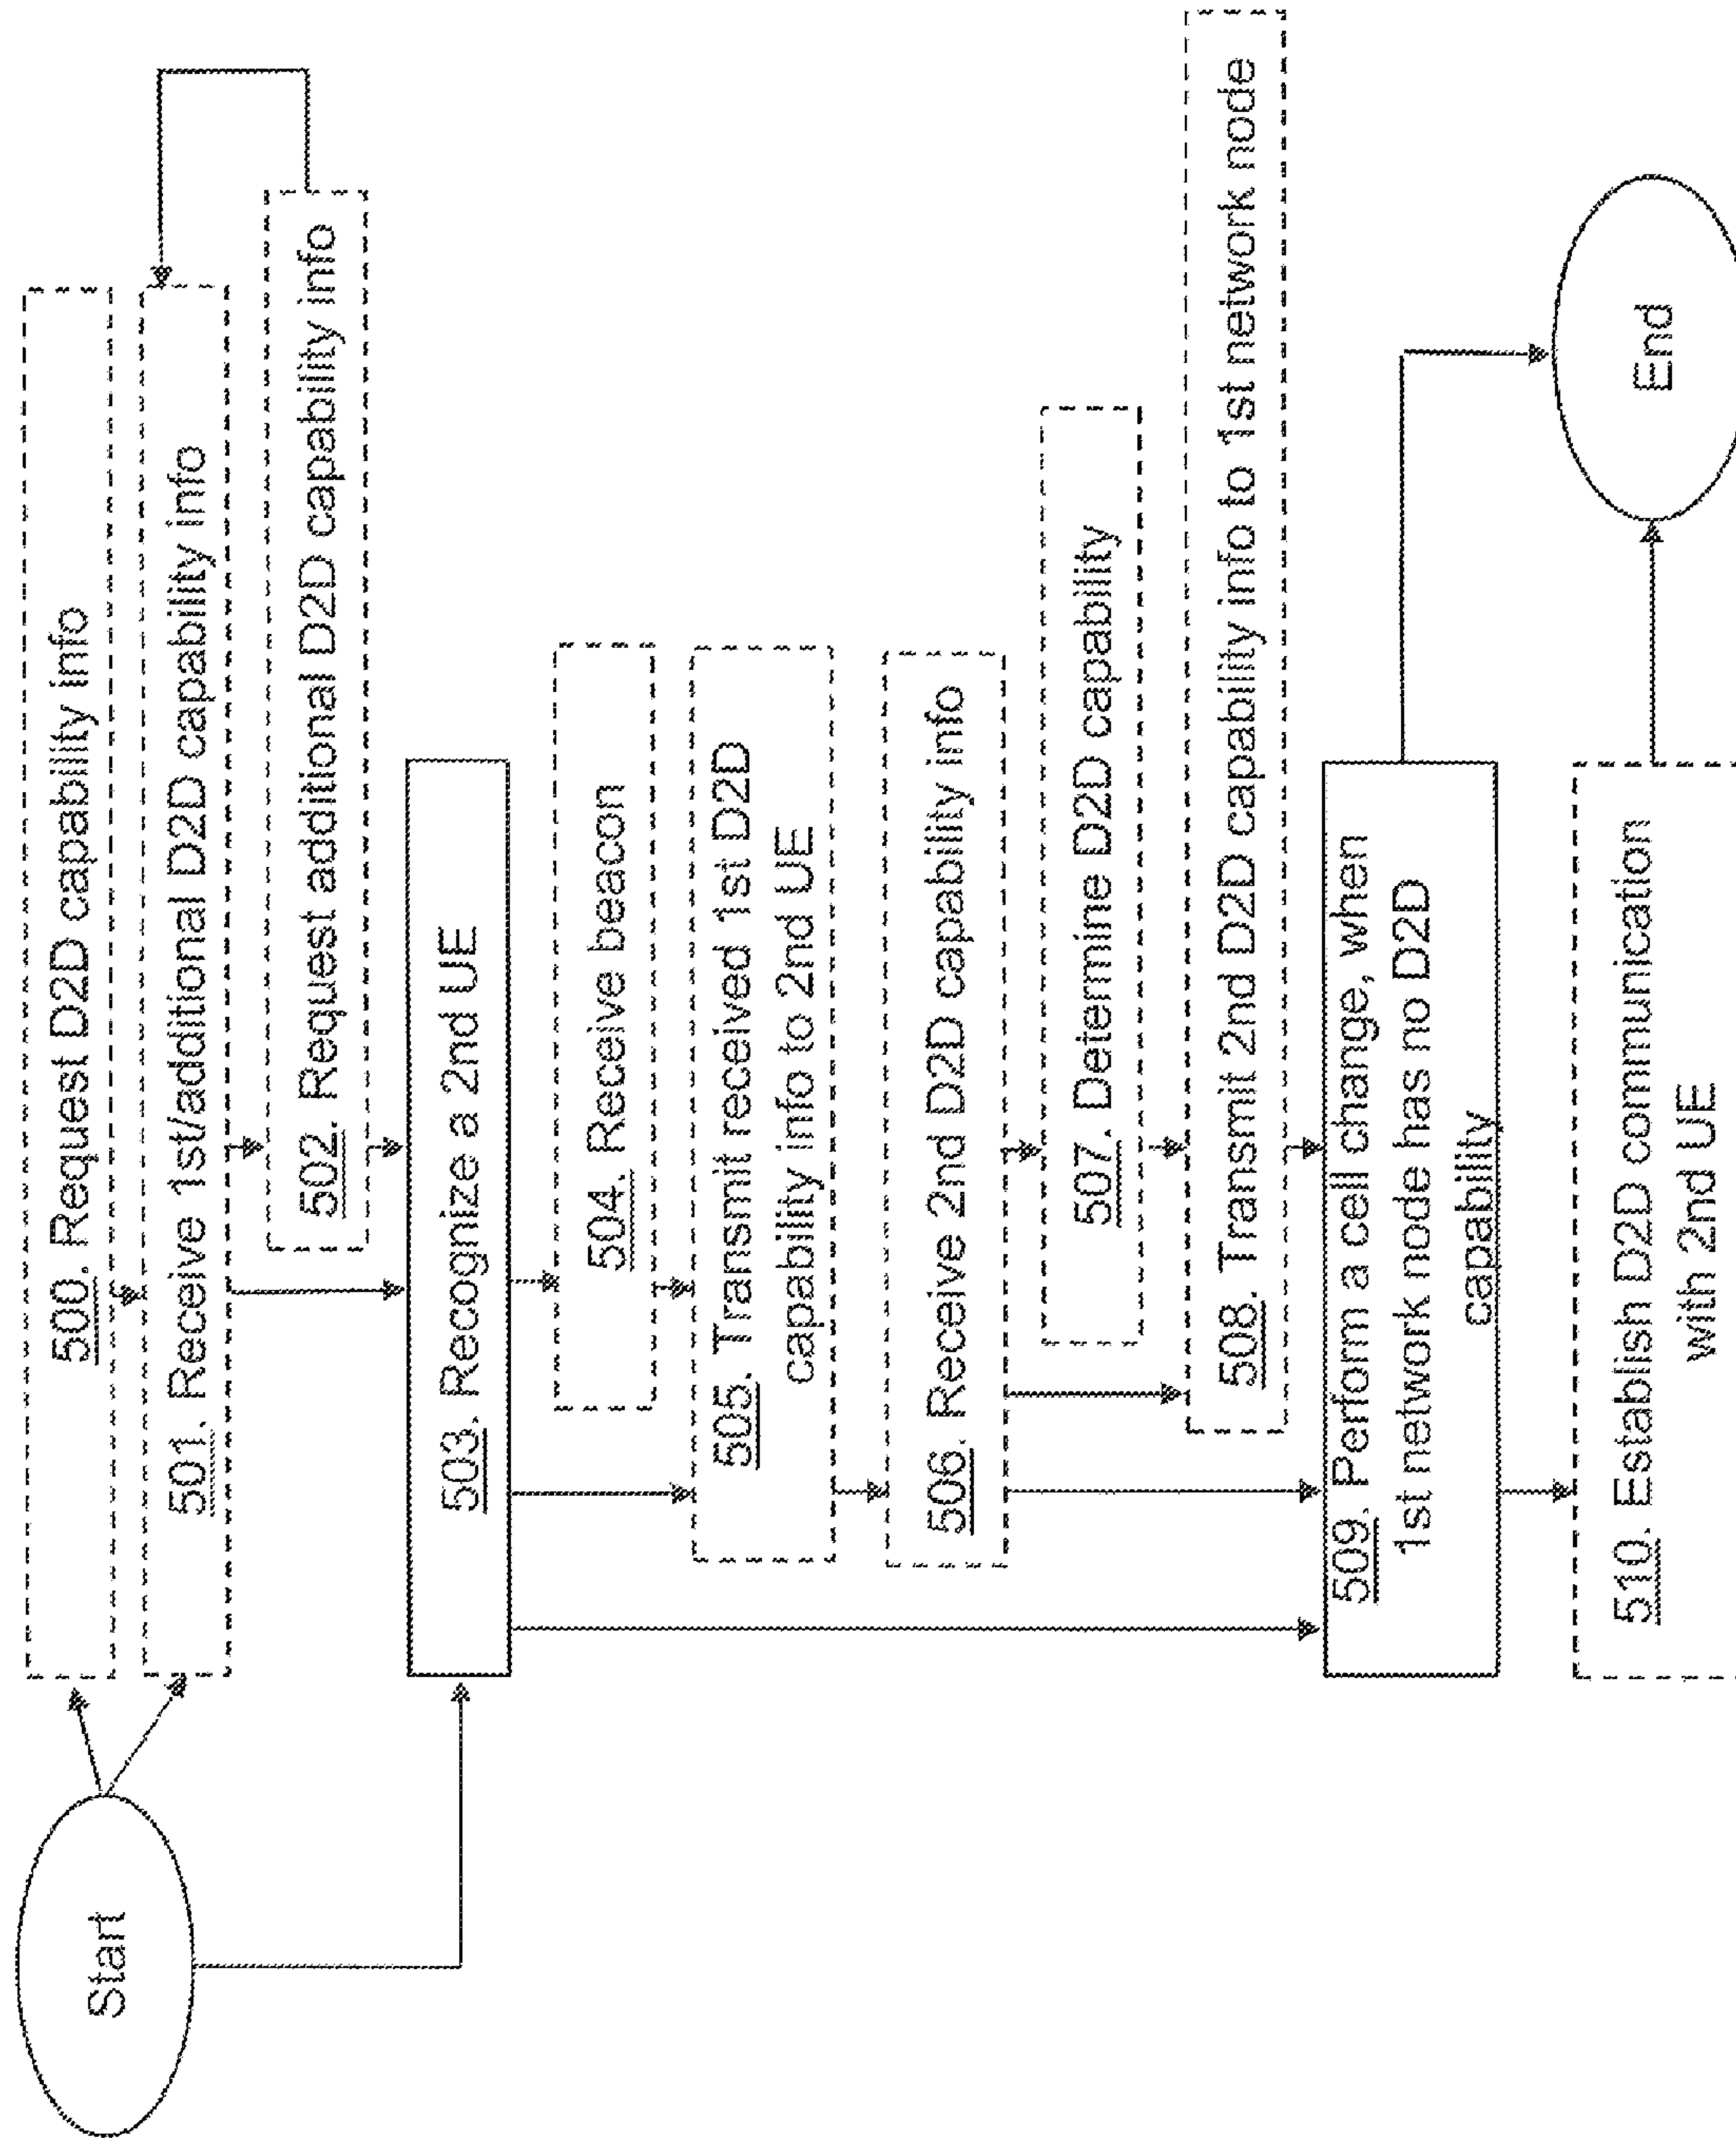 Start
500. Request D2D capability info
501. Receive 1st/additional D2D capability info
502. Request additional D2D capability info
503. Recognize a 2nd UE
504. Receive beacon
505. Transmit received 1st D2D
capability info to 2nd UE
506. Receive 2nd D2D capability info
507. Determine D2D capability
508. Transmit 2nd D2D capability info to 1st network node
509. Perform a cell change, when
1st network node has no D2D
capability
510. Establish D2D communication
with 2nd UE
End